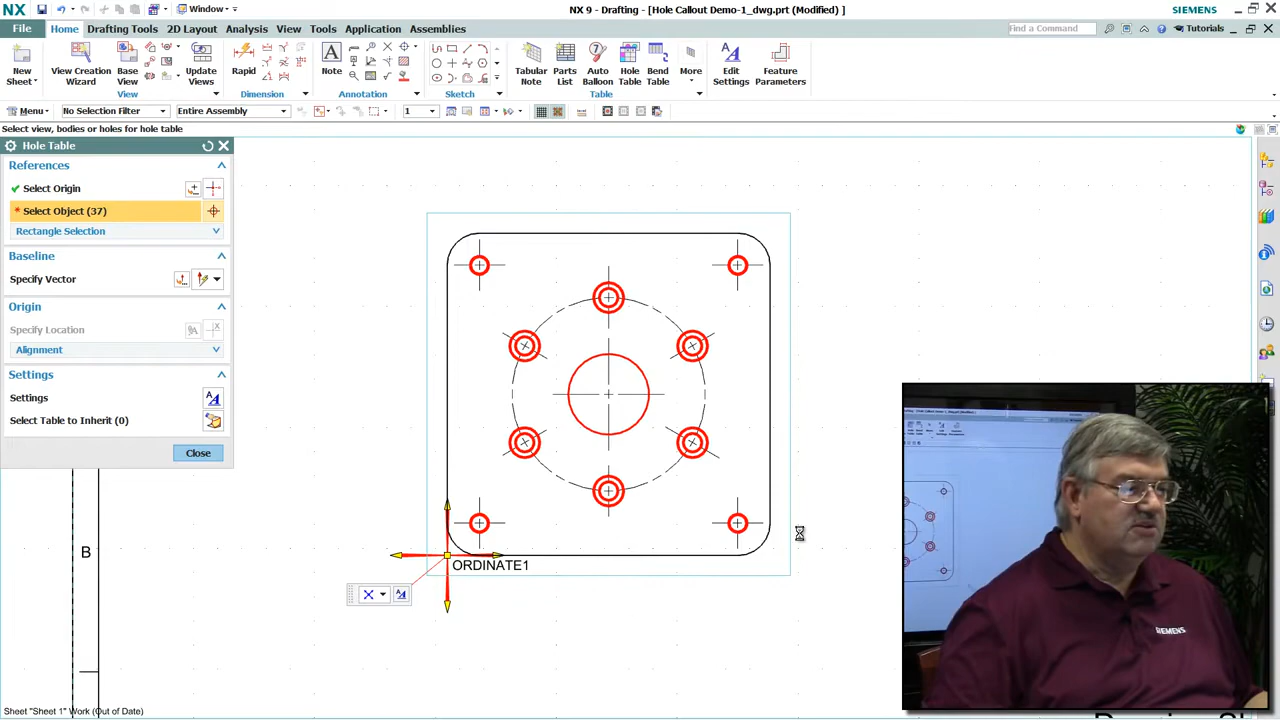 NX
Window
NX 9 - Drafting - [Hole Callout Demo-1_dwg.prt (Modified) ]
SIEMENS
File
Home
Drafting Tools
2D Layout
Analysis
View
Tools
Application
Assemblies
Find a Command
Tutorials
New Sheet
View Creation Wizard
Base View
Update Views
Rapid
Note
Tabular Note
Parts List
Auto Balloon
Hole Table
Bend Table
More
Edit Settings
Feature Parameters
View
Dimension
Annotation
Sketch
Table
Menu
No Selection Filter
Entire Assembly
1
Select view, bodies or holes for hole table
Hole Table
References
Select Origin
* Select Object (37)
Rectangle Selection
Baseline
Specify Vector
Origin
Specify Location
Alignment
Settings
Settings
Select Table to Inherit (0)
Close
B
ORDINATE1
SIEMENS
Sheet "Sheet 1" Work (Out of Date)